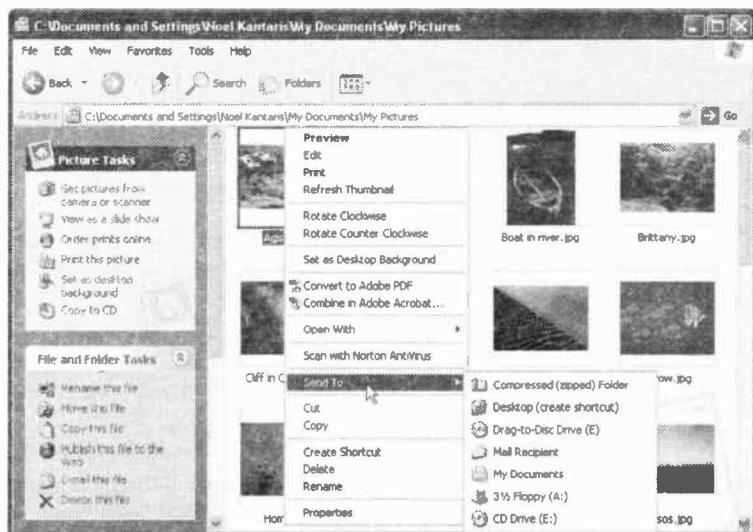 C:\Documents and Settings\Noel Kantaris\My Documents\My Pictures
File Edit View Favorites Tools Help
Back Search Folders
Address C:\Documents and Settings\Noel Kantaris\My Documents\My Pictures Go
Picture Tasks
Get pictures from
camera or scanner
View as a slide show
Order prints online
Print this picture
Set as desktop
background
Copy to CD
File and Folder Tasks
Rename this file
Move this file
Copy this file
Publish this file to the
web
E-mail this file
Delete this file
Preview
Edit
Print
Refresh Thumbnail
Rotate Clockwise
Rotate Counter Clockwise
Set as Desktop Background
Convert to Adobe PDF
Combine in Adobe Acrobat...
Open With
Scan with Norton AntiVirus
Send To
Cut
Copy
Create Shortcut
Delete
Rename
Properties
Compressed (zipped) Folder
Desktop (create shortcut)
Drag-to-Disc Drive (E)
Mail Recipient
My Documents
3½ Floppy (A:)
CD Drive (E:)
Boat in river.jpg Brittany.jpg
Cliff in C
ow.jpg
Hom
sos.jpg